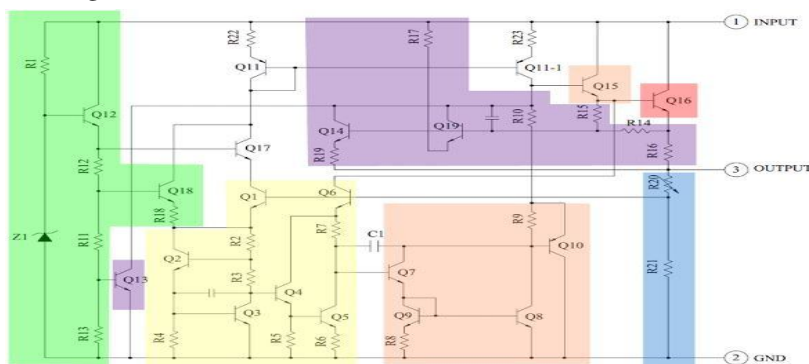 1 INPUT
R22
R17
R23
R1
Q11
Q11-1
Q15
Q16
Q12
R10
R15
R14
Q14
Q19
R12
Q17
R19
R16
3 OUTPUT
Q18
Q1
Q6
R20
R18
Z1
R11
R2
R7
C1
R9
Q10
Q2
R21
Q13
R3
Q4
Q7
Q3
Q5
Q9
Q8
R13
R4
R5
R6
R8
2 GND